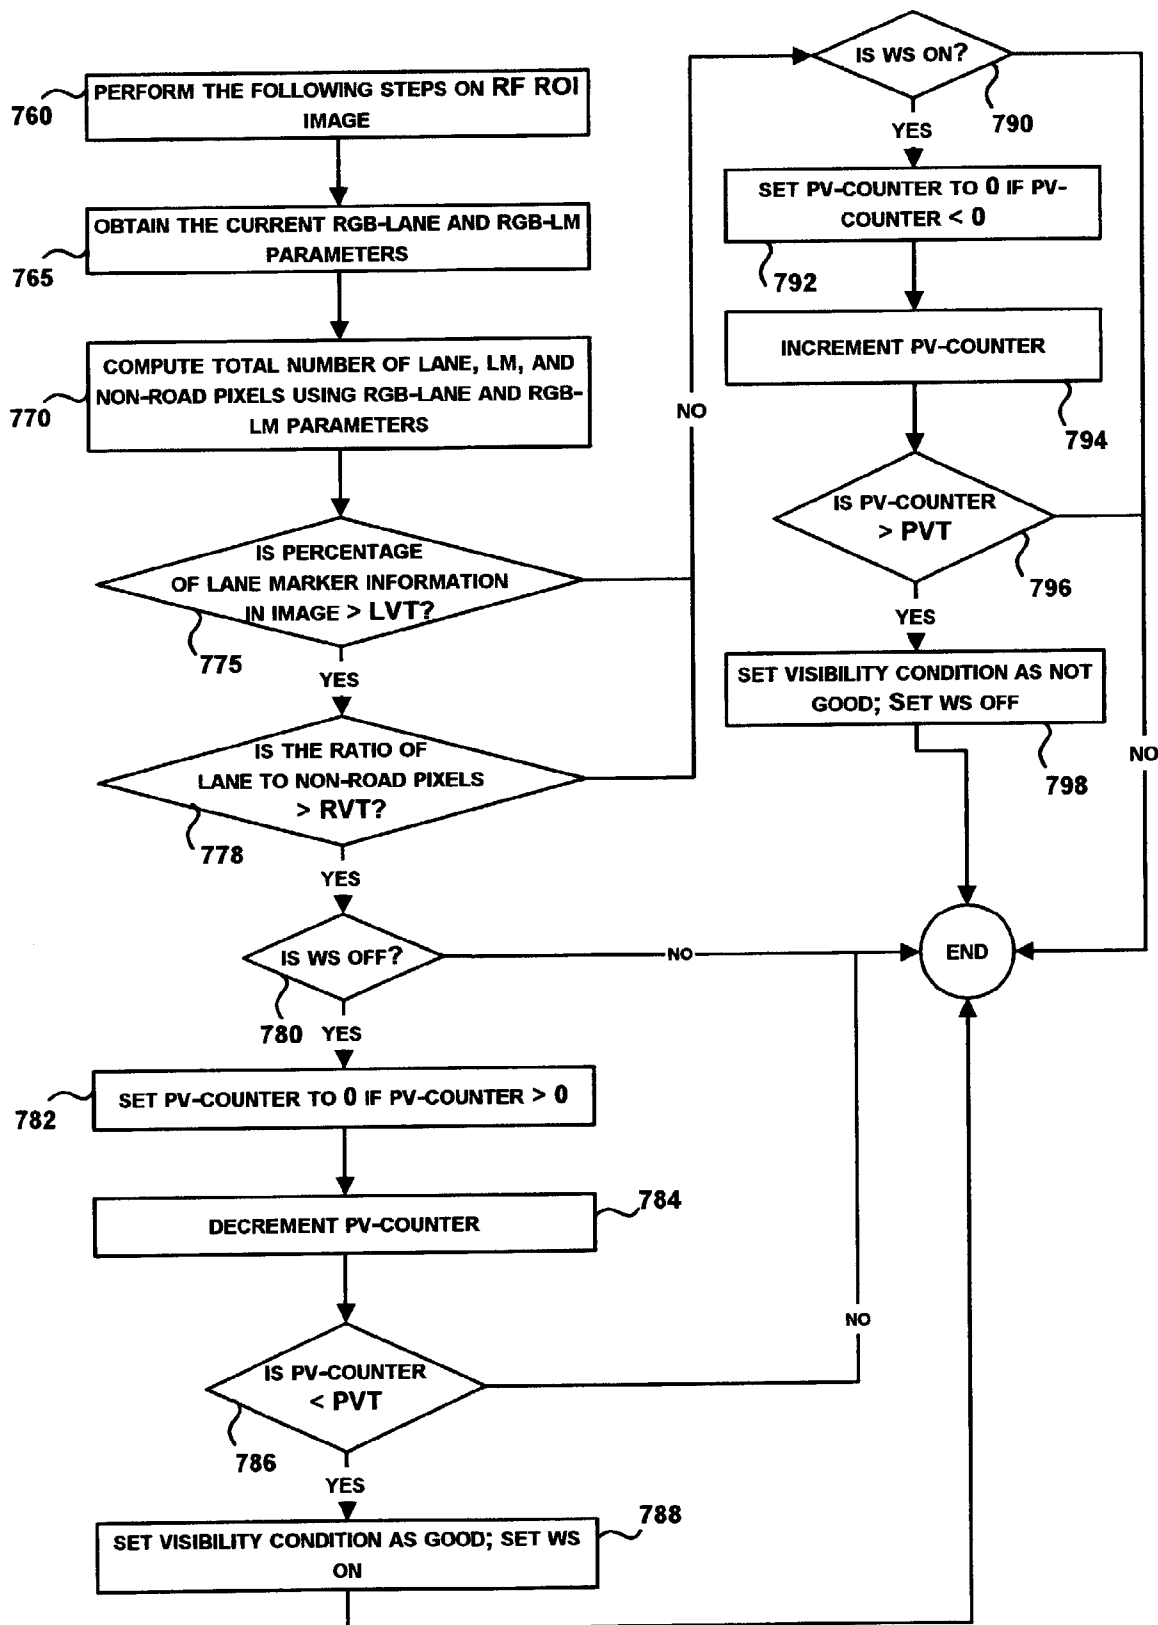 760
PERFORM THE FOLLOWING STEPS ON RF ROI
IMAGE
765
OBTAIN THE CURRENT RGB-LANE AND RGB-LM
PARAMETERS
770
COMPUTE TOTAL NUMBER OF LANE, LM, AND
NON-ROAD PIXELS USING RGB-LANE AND RGB-
LM PARAMETERS
IS PERCENTAGE
OF LANE MARKER INFORMATION
IN IMAGE > LVT?
775
YES
NO
IS THE RATIO OF
LANE TO NON-ROAD PIXELS
> RVT?
778
YES
IS WS OFF?
780
YES
NO
782
SET PV-COUNTER TO 0 IF PV-COUNTER > 0
DECREMENT PV-COUNTER
784
IS PV-COUNTER
< PVT
786
YES
NO
SET VISIBILITY CONDITION AS GOOD; SET WS
ON
788
IS WS ON?
790
YES
SET PV-COUNTER TO 0 IF PV-
COUNTER < 0
792
INCREMENT PV-COUNTER
794
IS PV-COUNTER
> PVT
796
YES
NO
SET VISIBILITY CONDITION AS NOT
GOOD; SET WS OFF
798
END